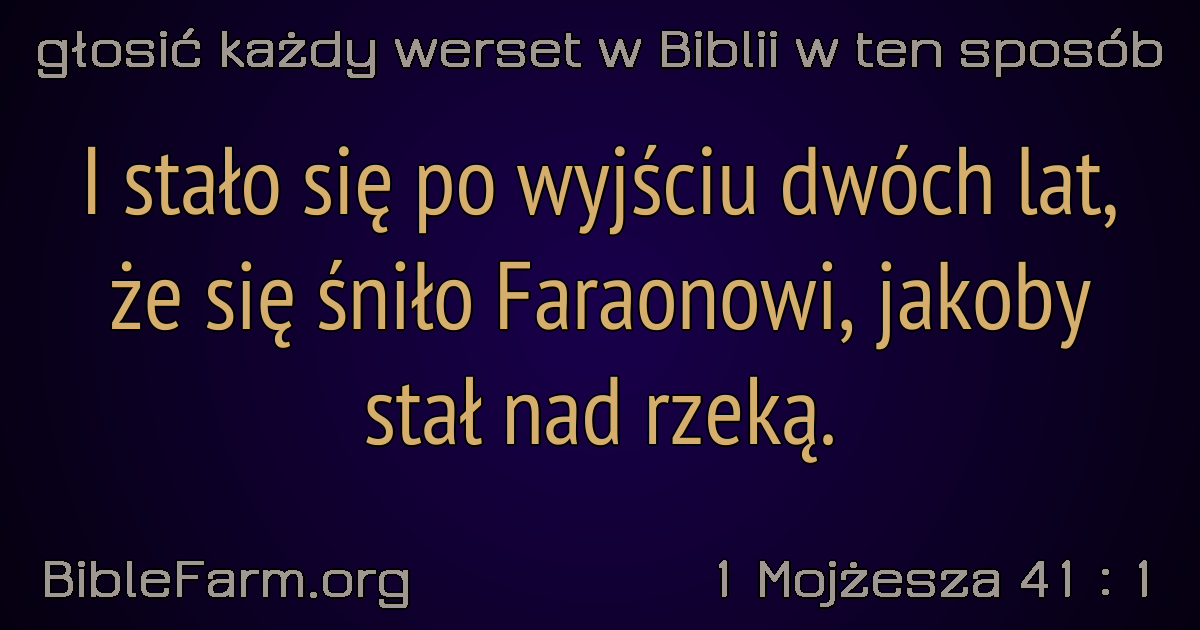 głosić każdy werset w Biblii w ten sposób
I stało się po wyjściu dwóch lat,
że się śniło Faraonowi, jakoby
stał nad rzeką.
BibleFarm.org
1 Mojżesza 41 : 1